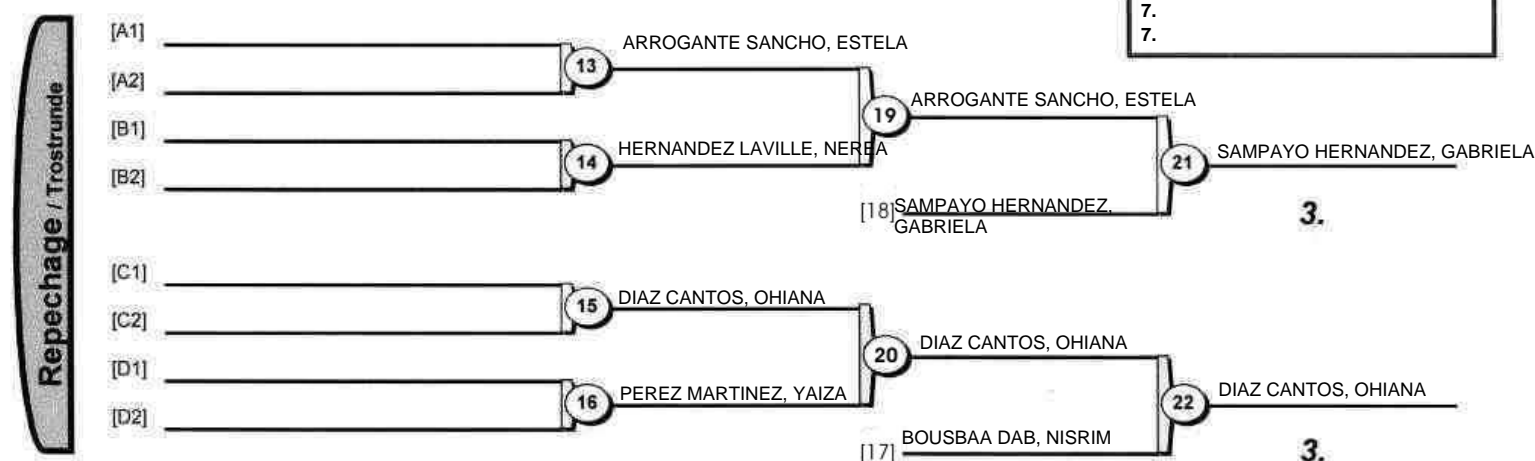 7.
7.
Repechage / Trostrunde
[A1]
[A2]
[B1]
[B2]
13
ARROGANTE SANCHO, ESTELA
14
HERNANDEZ LAVILLE, NEREA
19
ARROGANTE SANCHO, ESTELA
[18] SAMPAYO HERNANDEZ,
GABRIELA
21
SAMPAYO HERNANDEZ, GABRIELA
3.
[C1]
[C2]
[D1]
[D2]
15
DIAZ CANTOS, OHIANA
16
PEREZ MARTINEZ, YAIZA
20
DIAZ CANTOS, OHIANA
[17] BOUSBAA DAB, NISRIM
22
DIAZ CANTOS, OHIANA
3.